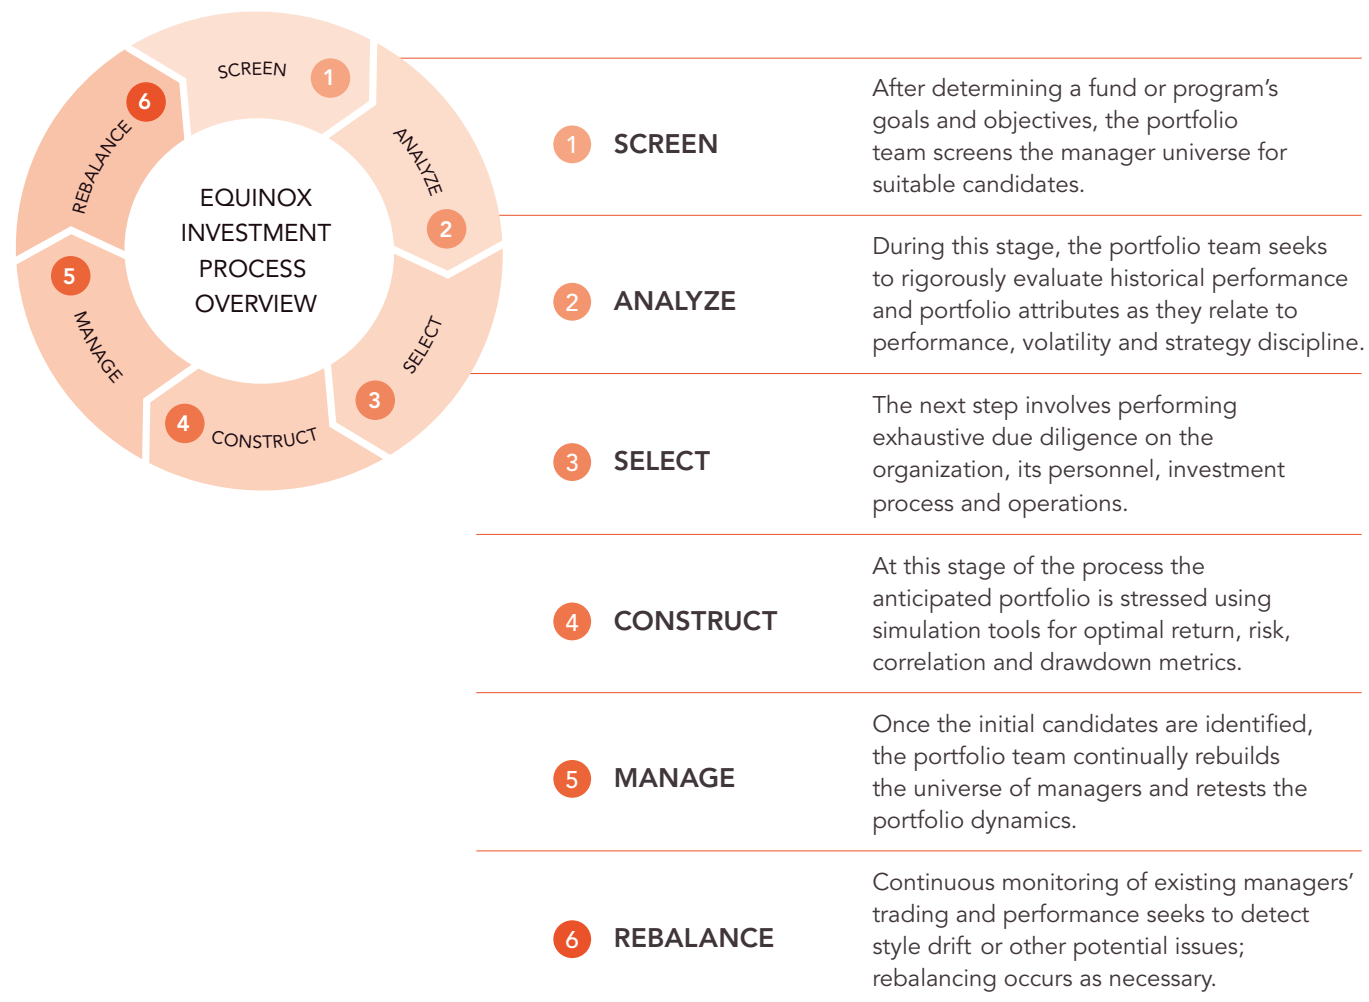 SCREEN
1
ANALYZE
2
SELECT
3
CONSTRUCT
4
MANAGE
5
REBALANCE
6
EQUINOX
INVESTMENT
PROCESS
OVERVIEW
1 SCREEN
After determining a fund or program’s
goals and objectives, the portfolio
team screens the manager universe for
suitable candidates.
2 ANALYZE
During this stage, the portfolio team seeks
to rigorously evaluate historical performance
and portfolio attributes as they relate to
performance, volatility and strategy discipline.
3 SELECT
The next step involves performing
exhaustive due diligence on the
organization, its personnel, investment
process and operations.
4 CONSTRUCT
At this stage of the process the
anticipated portfolio is stressed using
simulation tools for optimal return, risk,
correlation and drawdown metrics.
5 MANAGE
Once the initial candidates are identified,
the portfolio team continually rebuilds
the universe of managers and retests the
portfolio dynamics.
6 REBALANCE
Continuous monitoring of existing managers’
trading and performance seeks to detect
style drift or other potential issues;
rebalancing occurs as necessary.